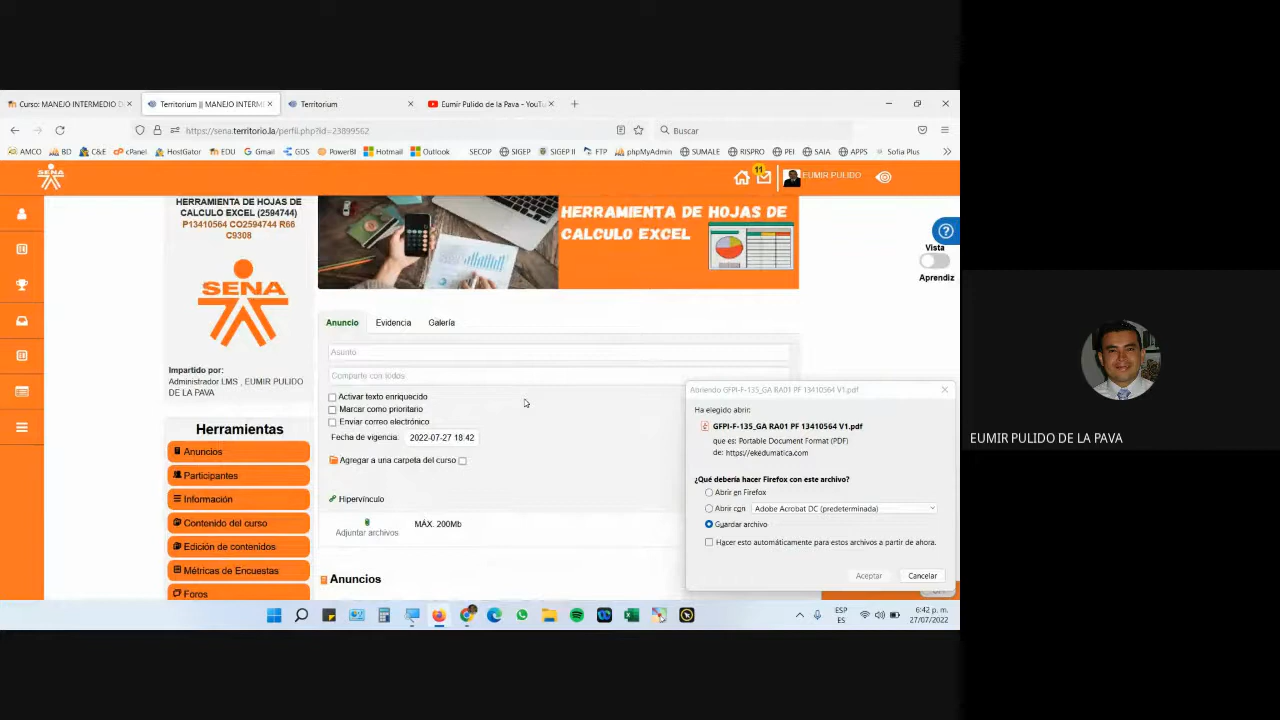 Curso: MANEJO INTERMEDIO D
Territorium || MANEJO INTERM
Territorium
Eumir Pulido de la Pava - YouTu
https://sena.territorio.la/perfil.php?id=23899562
Buscar
AMCO
BD
C&E
cPanel
HostGator
EDU
Gmail
GDS
PowerBI
Hotmail
Outlook
SECOP
SIGEP
SIGEP II
FTP
phpMyAdmin
SUMALE
RISPRO
PEI
SAIA
APPS
Sofia Plus
11
EUMIR PULIDO
HERRAMIENTA DE HOJAS DE
CALCULO EXCEL (2594744)
P13410564 CO2594744 R66
C9308
SENA
Impartido por:
Administrador LMS , EUMIR PULIDO
DE LA PAVA
Herramientas
Anuncios
Participantes
Información
Contenido del curso
Edición de contenidos
Métricas de Encuestas
Foros
HERRAMIENTA DE HOJAS DE
CALCULO EXCEL
Anuncio
Evidencia
Galería
Asunto
Comparte con todos
Activar texto enriquecido
Marcar como prioritario
Enviar correo electrónico
Fecha de vigencia: 2022-07-27 18:42
Agregar a una carpeta del curso
Hipervínculo
Adjuntar archivos
MÁX. 200Mb
Anuncios
Vista
Aprendiz
Abriendo GFPI-F-135_GA RA01 PF 13410564 V1.pdf
Ha elegido abrir:
GFPI-F-135_GA RA01 PF 13410564 V1.pdf
que es: Portable Document Format (PDF)
de: https://ekedumatica.com
¿Qué debería hacer Firefox con este archivo?
Abrir en Firefox
Abrir con Adobe Acrobat DC (predeterminada)
Guardar archivo
Hacer esto automáticamente para estos archivos a partir de ahora.
Aceptar
Cancelar
ESP
ES
6:42 p. m.
27/07/2022
EUMIR PULIDO DE LA PAVA